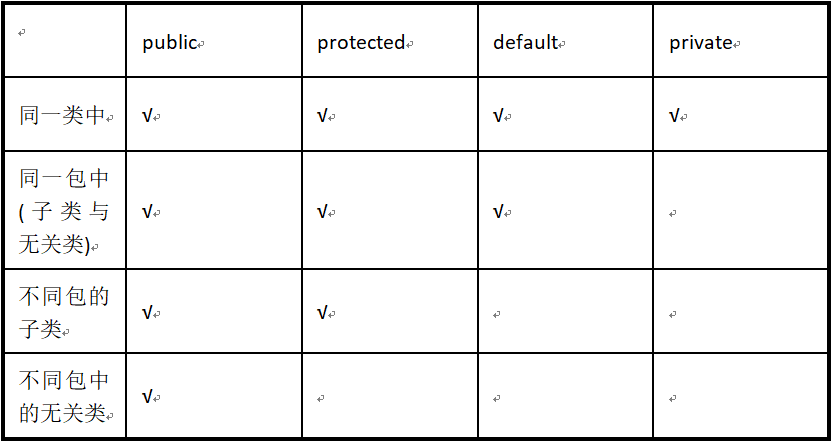 public protected default private
同一类中 √ √ √ √
同一包中
(子类与 √ √ √
无关类)
不同包的
子类 √ √
不同包中
的无关类 √